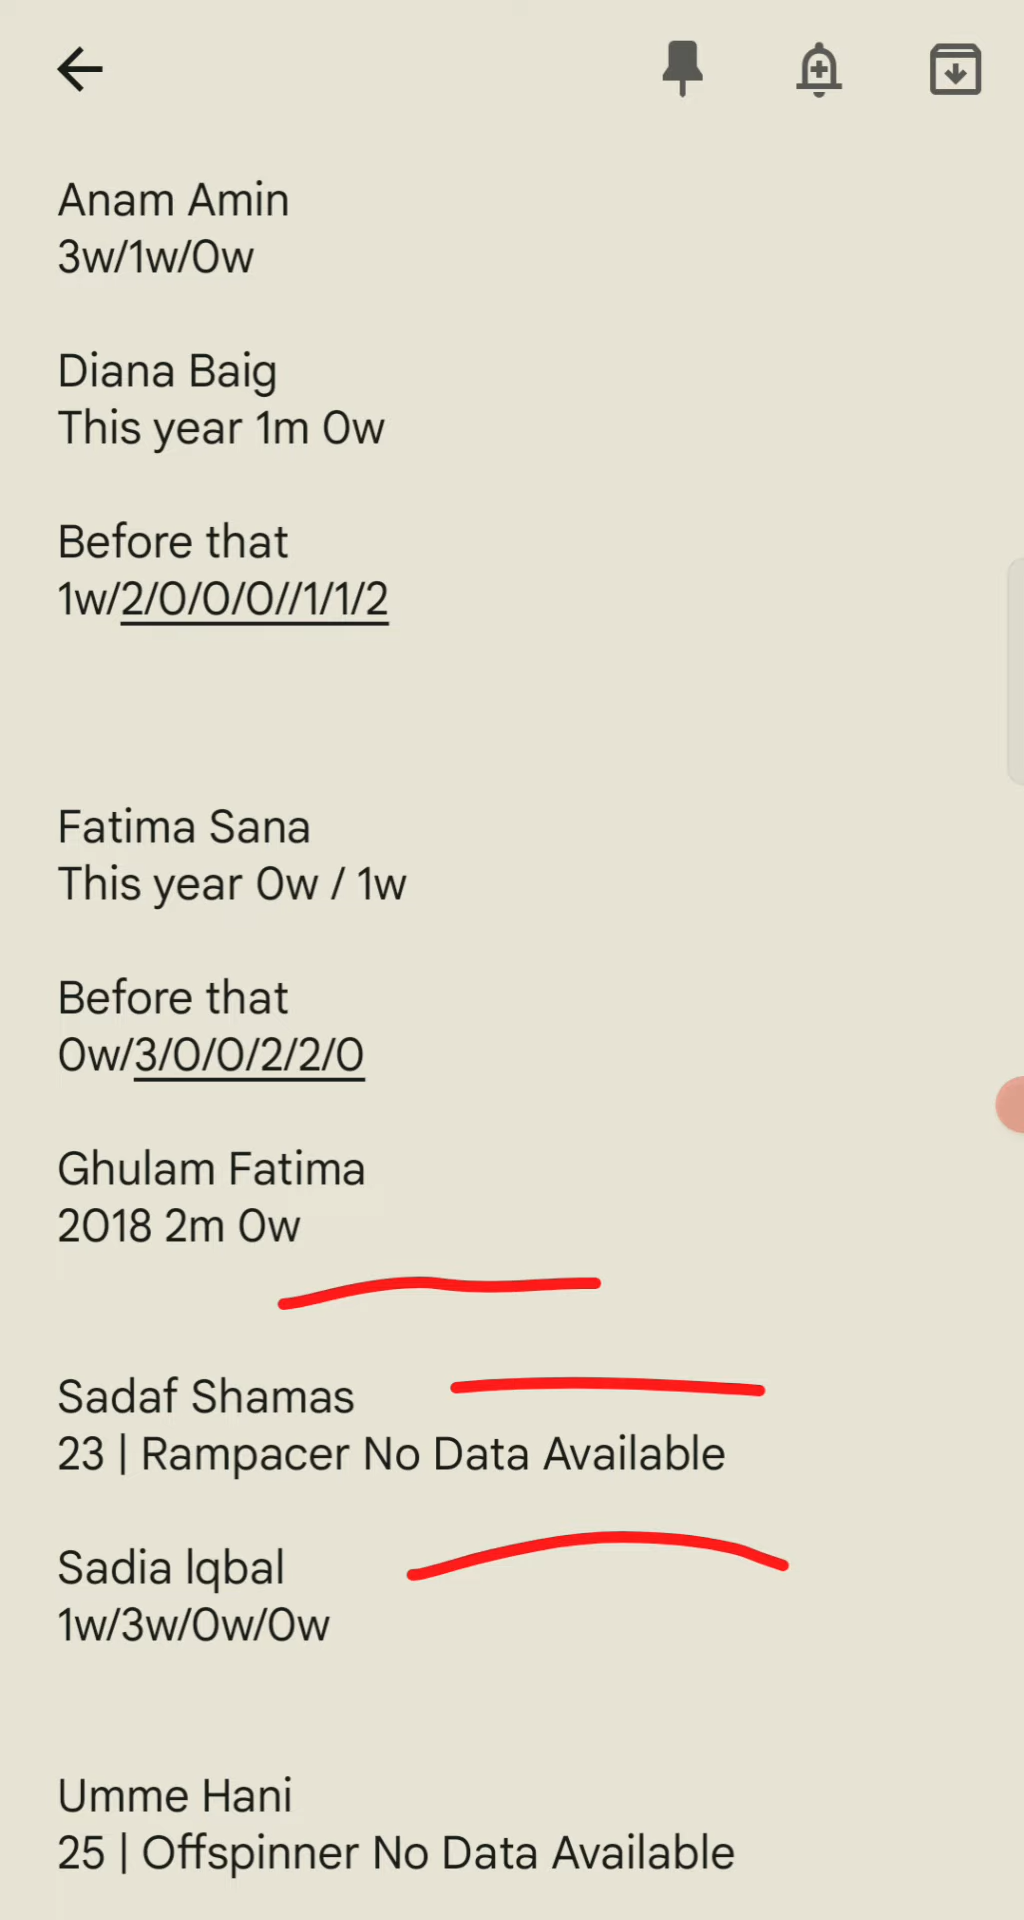 Anam Amin
3w/1w/0w
Diana Baig
This year 1m 0w
Before that
1w/2/0/0/0//1/1/2
Fatima Sana
This year 0w / 1w
Before that
0w/3/0/0/2/2/0
Ghulam Fatima
2018 2m 0w
Sadaf Shamas
23 | Rampacer No Data Available
Sadia Iqbal
1w/3w/0w/0w
Umme Hani
25 | Offspinner No Data Available